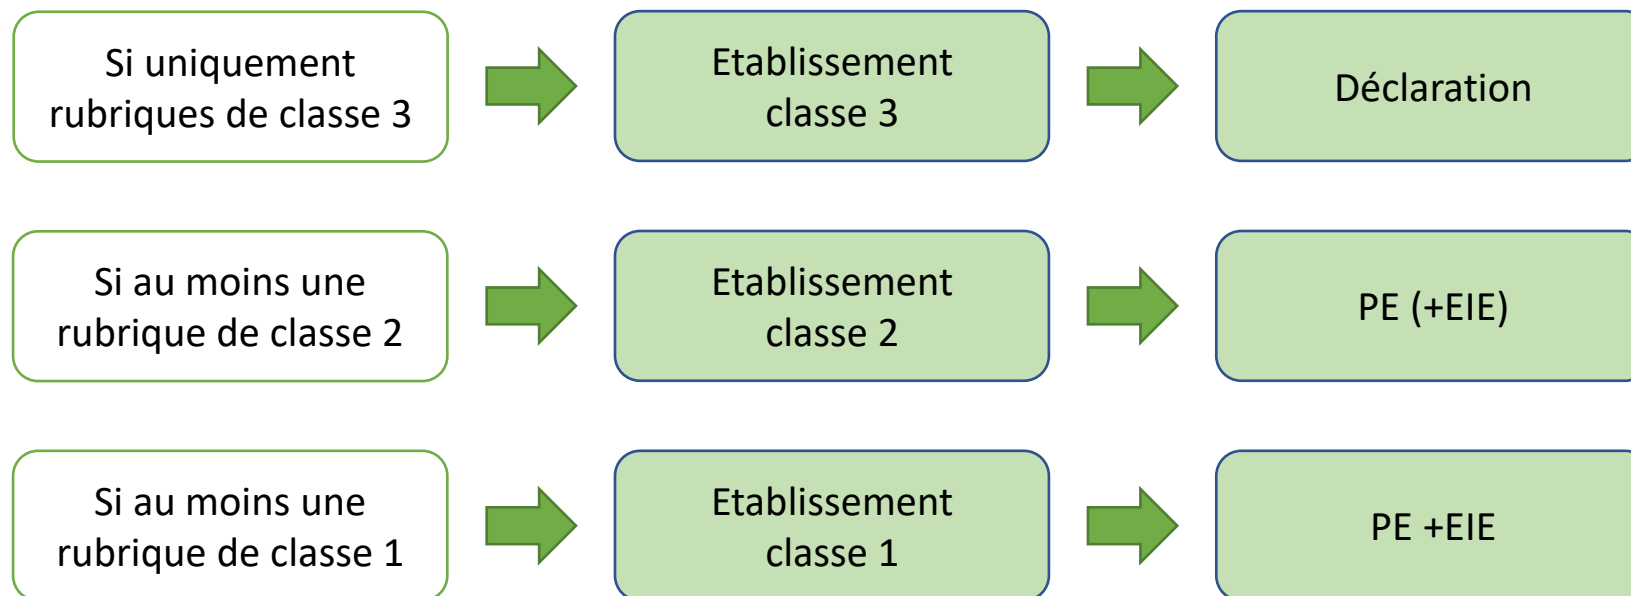 Si uniquement
rubriques de classe 3
Etablissement
classe 3
Déclaration
Si au moins une
rubrique de classe 2
Etablissement
classe 2
PE (+EIE)
Si au moins une
rubrique de classe 1
Etablissement
classe 1
PE +EIE